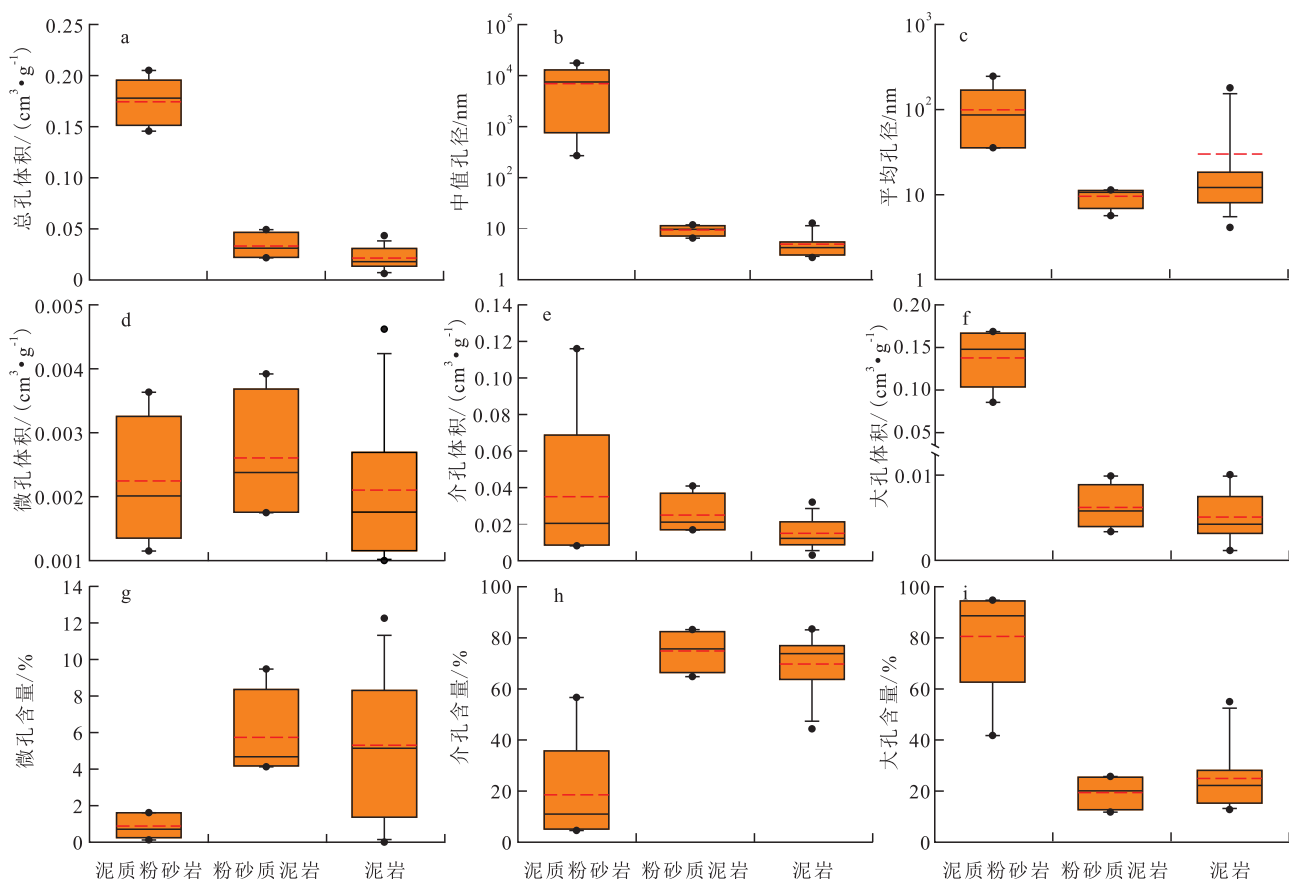 a
总孔体积/(cm³•g⁻¹)
0.25
0.20
0.15
0.10
0.05
0
b
中值孔径/nm
10⁵
10⁴
10³
10²
10
1
c
平均孔径/nm
10³
10²
10
1
d
微孔体积/(cm³•g⁻¹)
0.005
0.004
0.003
0.002
0.001
e
介孔体积/(cm³•g⁻¹)
0.14
0.12
0.10
0.08
0.06
0.04
0.02
0
f
大孔体积/(cm³•g⁻¹)
0.20
0.15
0.10
0.05
0.01
0
g
微孔含量/%
14
12
10
8
6
4
2
0
泥质粉砂岩 粉砂质泥岩 泥岩
h
介孔含量/%
100
80
60
40
20
0
泥质粉砂岩 粉砂质泥岩 泥岩
i
大孔含量/%
100
80
60
40
20
0
泥质粉砂岩 粉砂质泥岩 泥岩